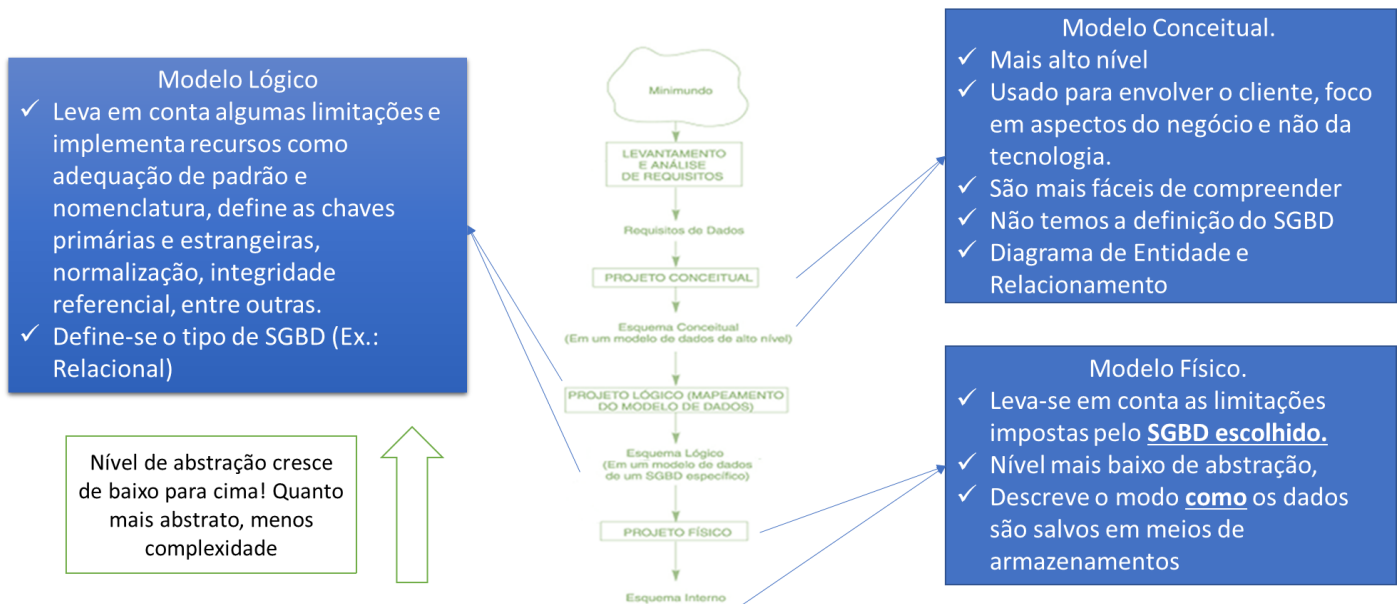 Modelo Lógico
✓ Leva em conta algumas limitações e
implementa recursos como
adequação de padrão e
nomenclatura, define as chaves
primárias e estrangeiras,
normalização, integridade
referencial, entre outras.
✓ Define-se o tipo de SGBD (Ex.:
Relacional)
Nível de abstração cresce
de baixo para cima! Quanto
mais abstrato, menos
complexidade
Minimundo
LEVANTAMENTO
E ANÁLISE
DE REQUISITOS
Requisitos de Dados
PROJETO CONCEITUAL
Esquema Conceitual
(Em um modelo de dados de alto nível)
PROJETO LÓGICO (MAPEAMENTO
DO MODELO DE DADOS)
Esquema Lógico
(Em um modelo de dados
de um SGBD específico)
PROJETO FÍSICO
Esquema Interno
Modelo Conceitual.
✓ Mais alto nível
✓ Usado para envolver o cliente, foco
em aspectos do negócio e não da
tecnologia.
✓ São mais fáceis de compreender
✓ Não temos a definição do SGBD
✓ Diagrama de Entidade e
Relacionamento
Modelo Físico.
✓ Leva-se em conta as limitações
impostas pelo SGBD escolhido.
✓ Nível mais baixo de abstração,
✓ Descreve o modo como os dados
são salvos em meios de
armazenamentos